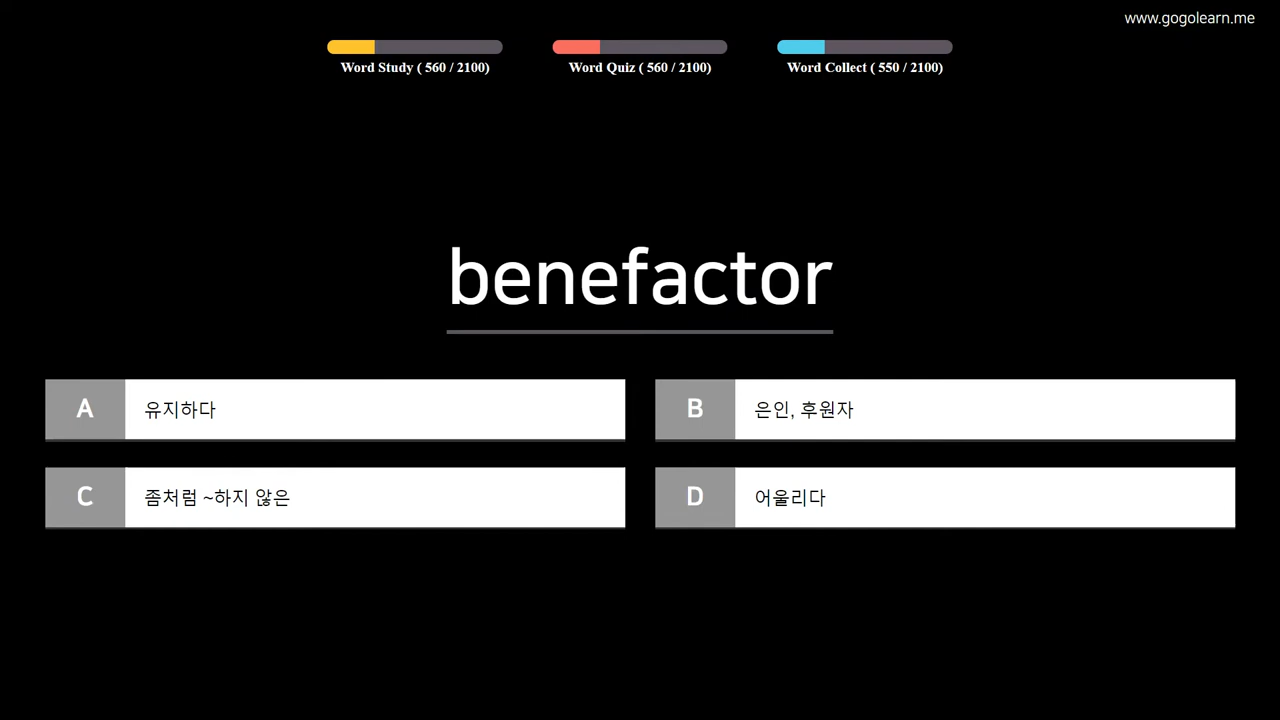 www.gogolearn.me
Word Study ( 560 / 2100)
Word Quiz ( 560 / 2100)
Word Collect ( 550 / 2100)
benefactor
A 유지하다
B 은인, 후원자
C 좀처럼 ~하지 않은
D 어울리다